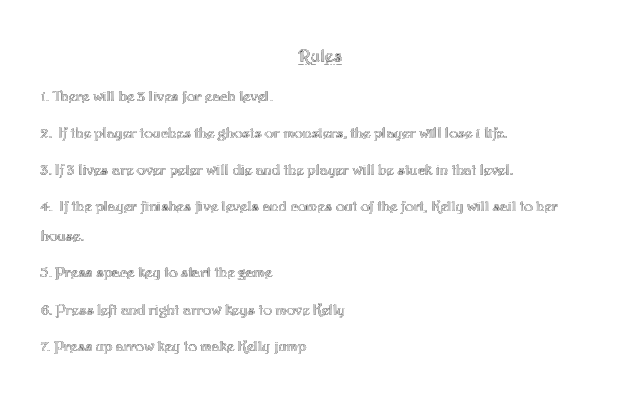 Rules
1. There will be 3 lives for each level.
2. If the player touches the ghosts or monsters, the player will lose 1 life.
3. If 3 lives are over peter will die and the player will be stuck in that level.
4. If the player finishes five levels and comes out of the fort, Kelly will sail to her
house.
5. Press space key to start the game
6. Press left and right arrow keys to move Kelly
7. Press up arrow key to make Kelly jump